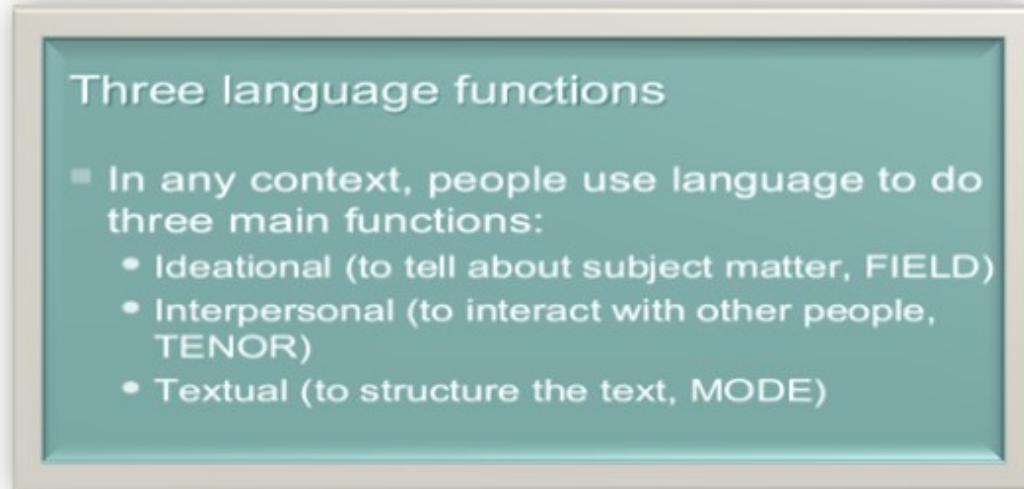 Three language functions
In any context, people use language to do
three main functions:
Ideational (to tell about subject matter, FIELD)
Interpersonal (to interact with other people,
TENOR)
Textual (to structure the text, MODE)